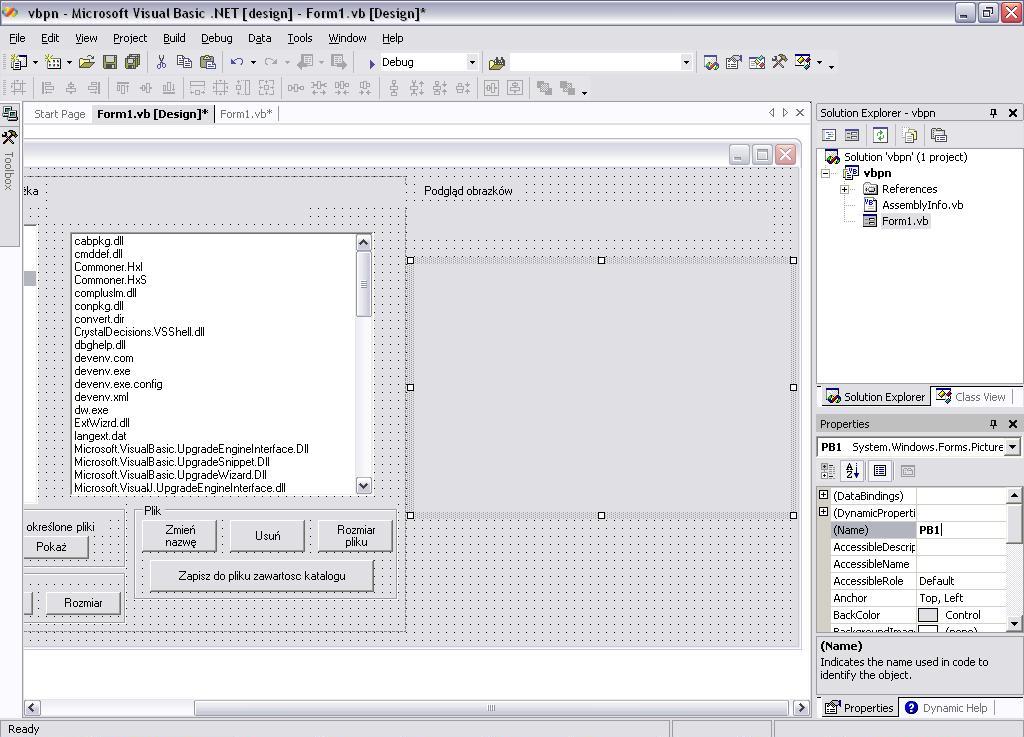 vbpn - Microsoft Visual Basic .NET [design] - Form1.vb [Design]*
File Edit View Project Build Debug Data Tools Window Help
Debug
Start Page Form1.vb [Design]* Form1.vb*
Toolbox
żka
Podgląd obrazków
cabpkg.dll
cmddef.dll
Commoner.HxI
Commoner.HxS
compluslm.dll
conpkg.dll
convert.dir
CrystalDecisions.VSShell.dll
dbghelp.dll
devenv.com
devenv.exe
devenv.exe.config
devenv.xml
dw.exe
ExtWizrd.dll
langext.dat
Microsoft.VisualBasic.UpgradeEngineInterface.Dll
Microsoft.VisualBasic.UpgradeSnippet.Dll
Microsoft.VisualBasic.UpgradeWizard.Dll
Microsoft.VisualJ.UpgradeEngineInterface.dll
określone pliki
Pokaż
Rozmiar
Plik
Zmień
nazwę
Usuń
Rozmiar
pliku
Zapisz do pliku zawartosc katalogu
Solution Explorer - vbpn
Solution 'vbpn' (1 project)
vbpn
References
AssemblyInfo.vb
Form1.vb
Solution Explorer Class View
Properties
PB1 System.Windows.Forms.Picture
(DataBindings)
(DynamicProperti
(Name) PB1
AccessibleDescrip
AccessibleName
AccessibleRole Default
Anchor Top, Left
BackColor Control
BackgroundImag (none)
(Name)
Indicates the name used in code to
identify the object.
Properties Dynamic Help
Ready